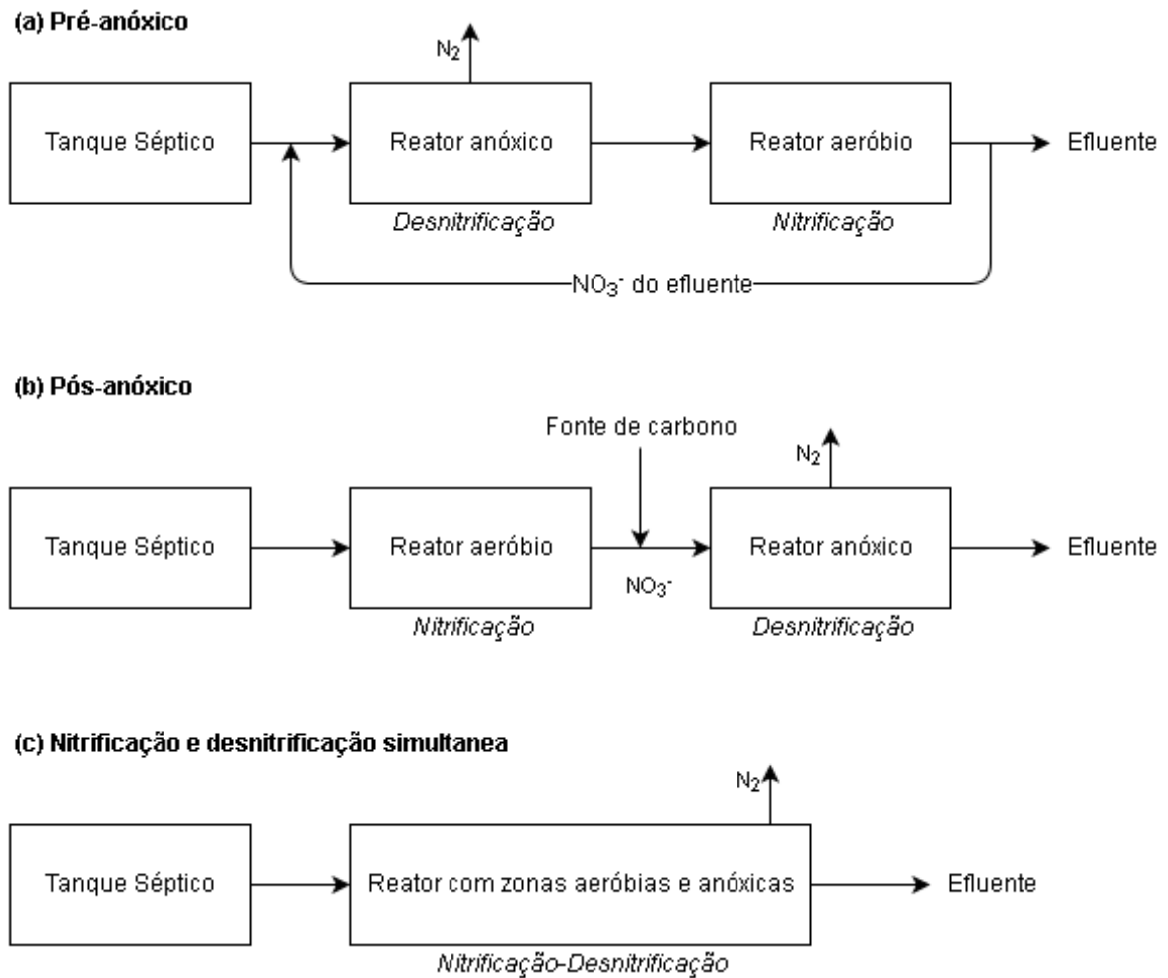 (a) Pré-anóxico
N₂
Tanque Séptico
Reator anóxico
Reator aeróbio
Efluente
Desnitrificação
Nitrificação
NO₃⁻ do efluente
(b) Pós-anóxico
Fonte de carbono
N₂
Tanque Séptico
Reator aeróbio
Reator anóxico
Efluente
NO₃⁻
Nitrificação
Desnitrificação
(c) Nitrificação e desnitrificação simultanea
N₂
Tanque Séptico
Reator com zonas aeróbias e anóxicas
Efluente
Nitrificação-Desnitrificação